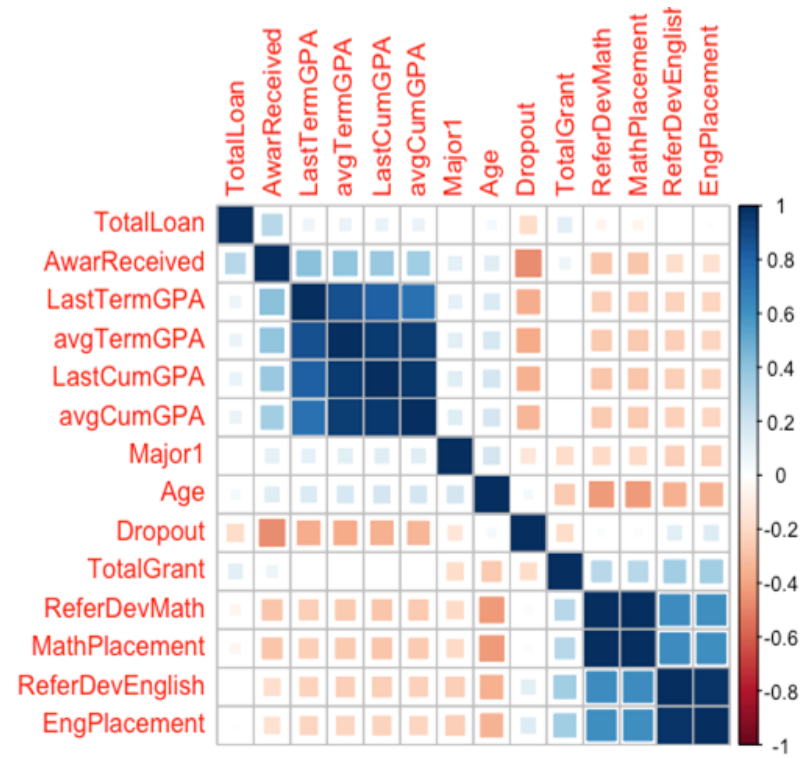 TotalLoan
AwarReceived
LastTermGPA
avgTermGPA
LastCumGPA
avgCumGPA
Major1
Age
Dropout
TotalGrant
ReferDevMath
MathPlacement
ReferDevEnglish
EngPlacement
TotalLoan
AwarReceived
LastTermGPA
avgTermGPA
LastCumGPA
avgCumGPA
Major1
Age
Dropout
TotalGrant
ReferDevMath
MathPlacement
ReferDevEnglish
EngPlacement
1
0.8
0.6
0.4
0.2
0
-0.2
-0.4
-0.6
-0.8
-1